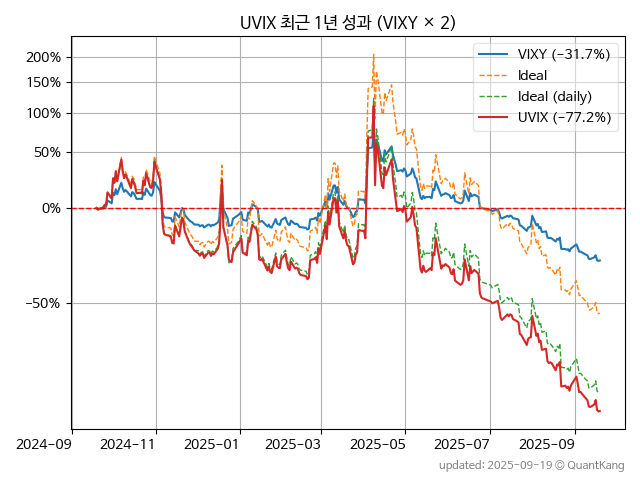 UVIX 최근 1년 성과 (VIXY × 2)
200%
150%
100%
50%
0%
−50%
VIXY (−31.7%)
Ideal
Ideal (daily)
UVIX (−77.2%)
2024-09
2024-11
2025-01
2025-03
2025-05
2025-07
2025-09
updated: 2025-09-19 © QuantKang